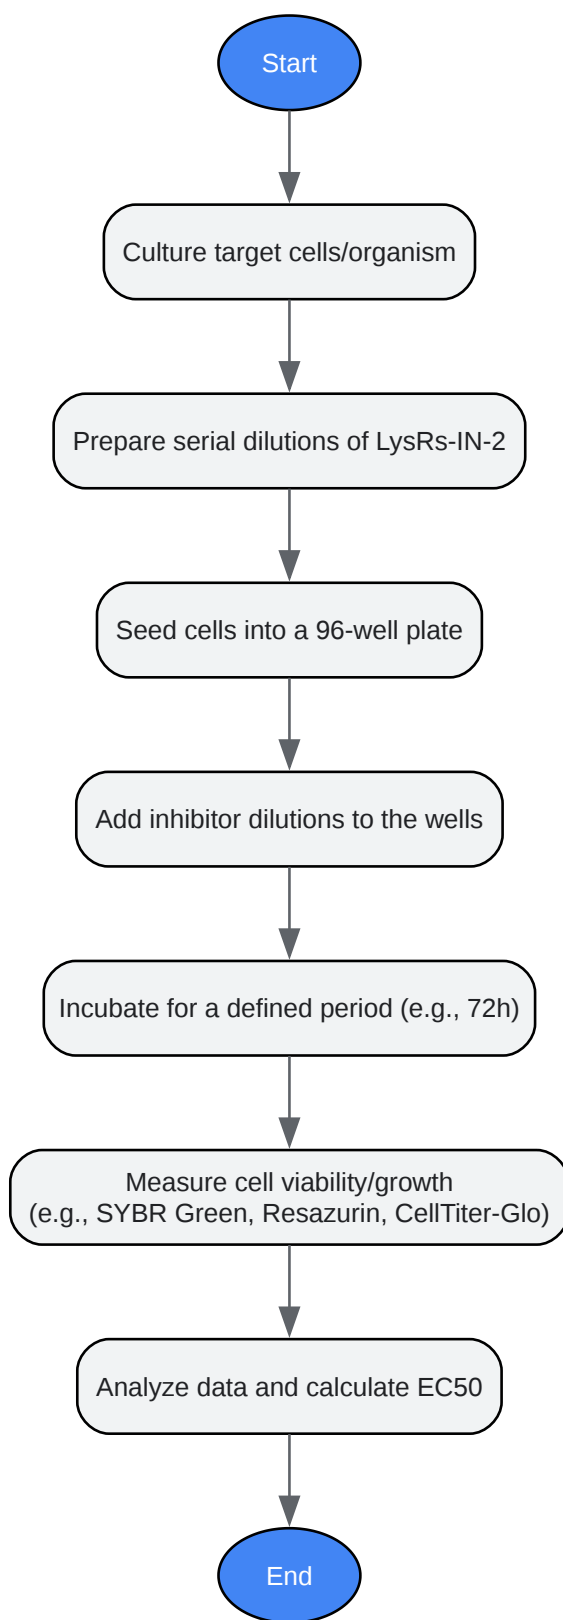 Start
Culture target cells/organism
Prepare serial dilutions of LysRs-IN-2
Seed cells into a 96-well plate
Add inhibitor dilutions to the wells
Incubate for a defined period (e.g., 72h)
Measure cell viability/growth
(e.g., SYBR Green, Resazurin, CellTiter-Glo)
Analyze data and calculate EC50
End